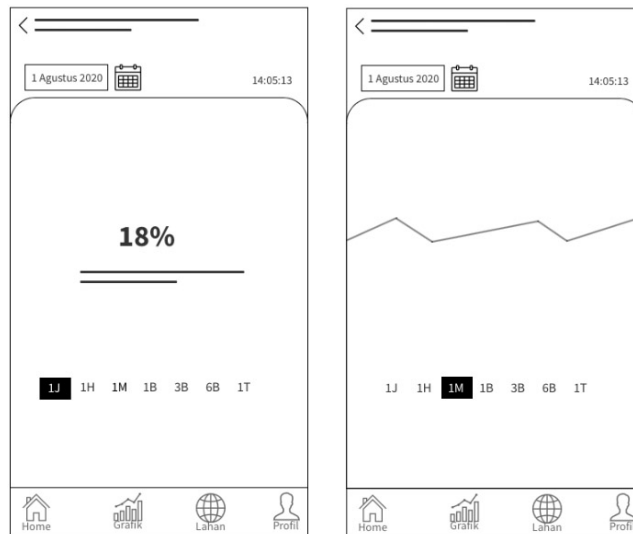 1 Agustus 2020
14:05:13
18%
1J 1H 1M 1B 3B 6B 1T
Home Grafik Lahan Profil
1 Agustus 2020
14:05:13
1J 1H 1M 1B 3B 6B 1T
Home Grafik Lahan Profil